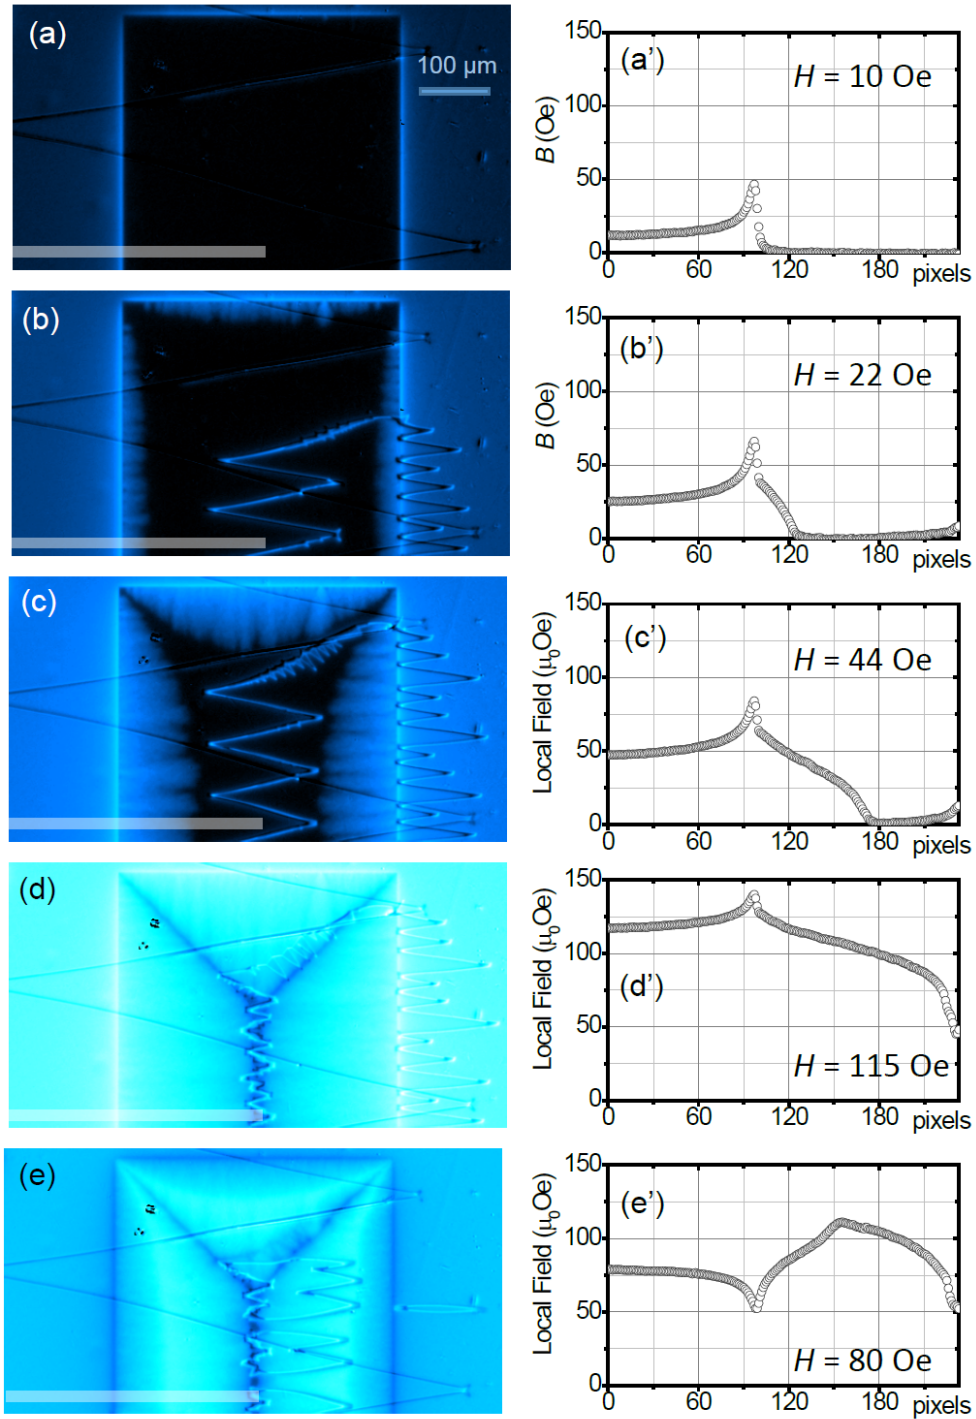 (a)
100 μm
150
100
50
0
B (Oe)
(a’)
H = 10 Oe
0 60 120 180 pixels
(b)
150
100
50
0
B (Oe)
(b’)
H = 22 Oe
0 60 120 180 pixels
(c)
150
100
50
0
Local Field (μ₀Oe)
(c’)
H = 44 Oe
0 60 120 180 pixels
(d)
150
100
50
0
Local Field (μ₀Oe)
(d’)
H = 115 Oe
0 60 120 180 pixels
(e)
150
100
50
0
Local Field (μ₀Oe)
(e’)
H = 80 Oe
0 60 120 180 pixels